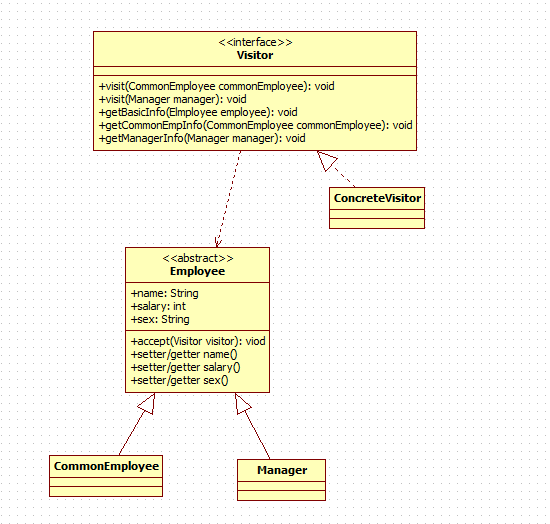 <<interface>>
Visitor
+visit(CommonEmployee commonEmployee): void
+visit(Manager manager): void
+getBasicInfo(Elmployee employee): void
+getCommonEmpInfo(CommonEmployee commonEmployee): void
+getManagerInfo(Manager manager): void
ConcreteVisitor
<<abstract>>
Employee
+name: String
+salary: int
+sex: String
+accept(Visitor visitor): viod
+setter/getter name()
+setter/getter salary()
+setter/getter sex()
CommonEmployee
Manager